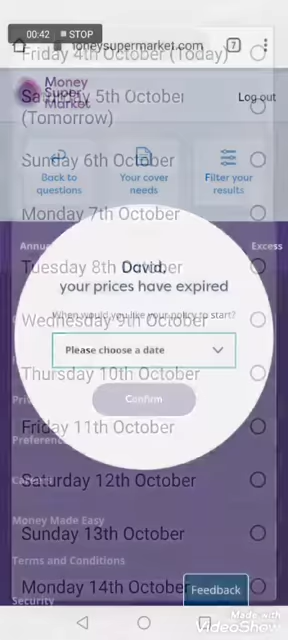 00:42 STOP
oneysupermarket.com
7
Friday 4th October (Today)
Money
Super
Market
Log out
Saturday 5th October
(Tomorrow)
Sunday 6th October
Back to
questions
Your cover
needs
Filter your
results
Monday 7th October
Annua
Excess
Tuesday 8th October
David,
your prices have expired
When would you like your policy to start?
Wednesday 9th October
Please choose a date
Thursday 10th October
Confirm
Friday 11th October
Preference
Saturday 12th October
Money Made Easy
Sunday 13th October
Terms and Conditions
Monday 14th October
Feedback
Security
Made with
VideoShow